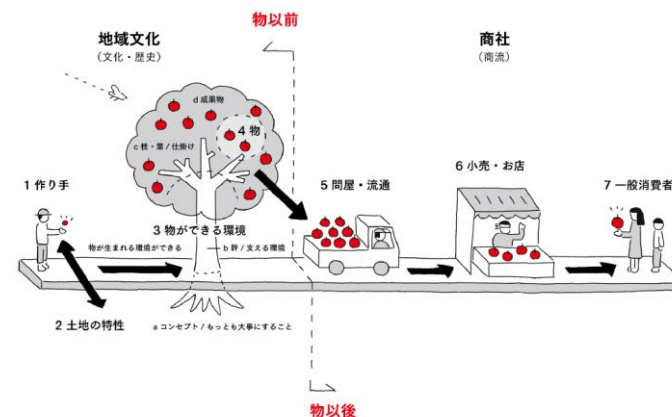 物以前
地域文化
（文化・歴史）
商社
（商流）
d 成果物
4 物
c 枝・葉 / 仕掛け
1 作り手
3 物ができる環境
5 問屋・流通
6 小売・お店
7 一般消費者
物が生まれる環境ができる
b 幹 / 支える環境
2 土地の特性
a コンセプト / もっとも大事にすること
物以後